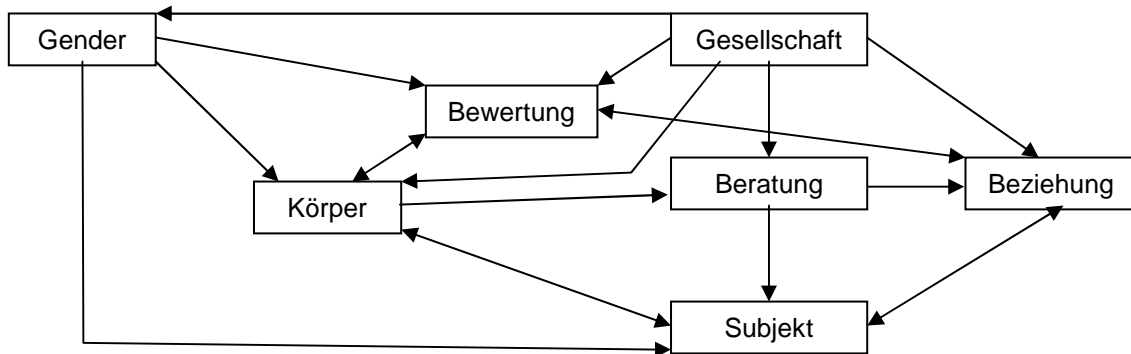 Gender
Gesellschaft
Bewertung
Beratung
Beziehung
Körper
Subjekt